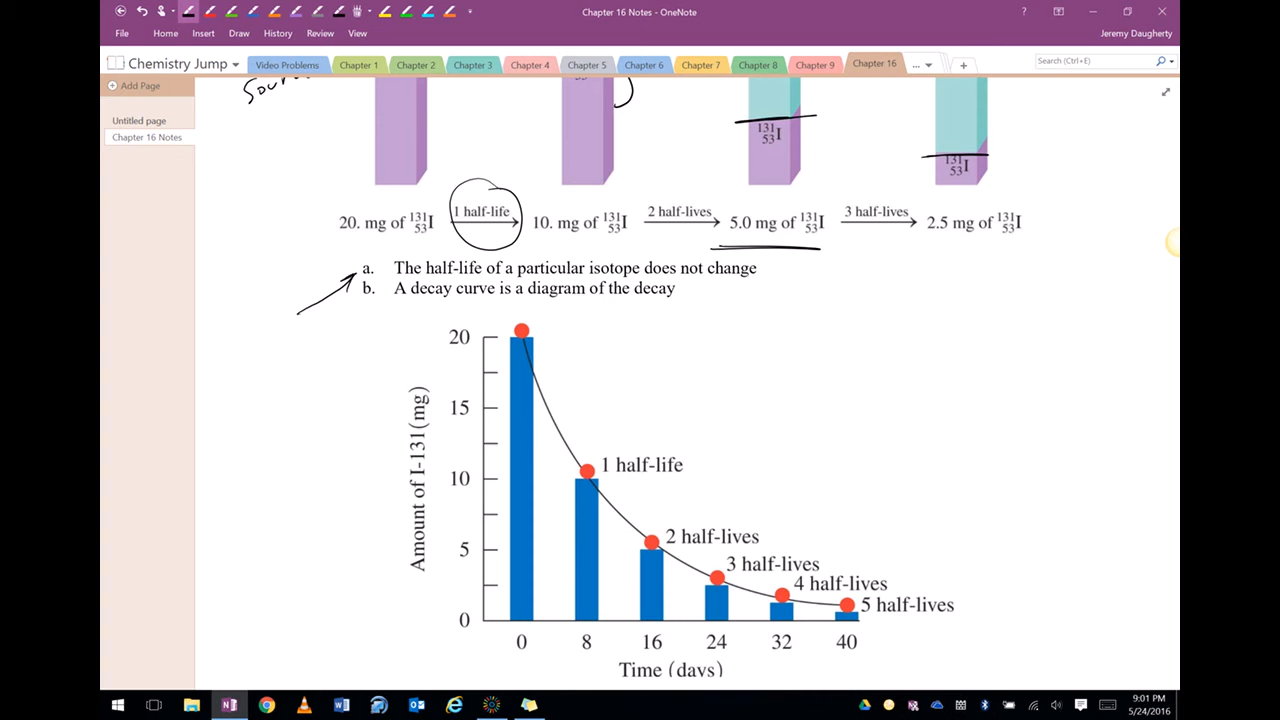 Chapter 16 Notes - OneNote
File Home Insert Draw History Review View
Jeremy Daugherty
Chemistry Jump
Video Problems Chapter 1 Chapter 2 Chapter 3 Chapter 4 Chapter 5 Chapter 6 Chapter 7 Chapter 8 Chapter 9 Chapter 16 ...
Search (Ctrl+E)
Add Page
Untitled page
Chapter 16 Notes
131 53 I
131 53 I
20. mg of 131 53 I 1 half-life 10. mg of 131 53 I 2 half-lives 5.0 mg of 131 53 I 3 half-lives 2.5 mg of 131 53 I
a. The half-life of a particular isotope does not change
b. A decay curve is a diagram of the decay
20
15
10
5
0
Amount of I-131(mg)
1 half-life
2 half-lives
3 half-lives
4 half-lives
5 half-lives
0 8 16 24 32 40
Time (days)
9:01 PM
5/24/2016